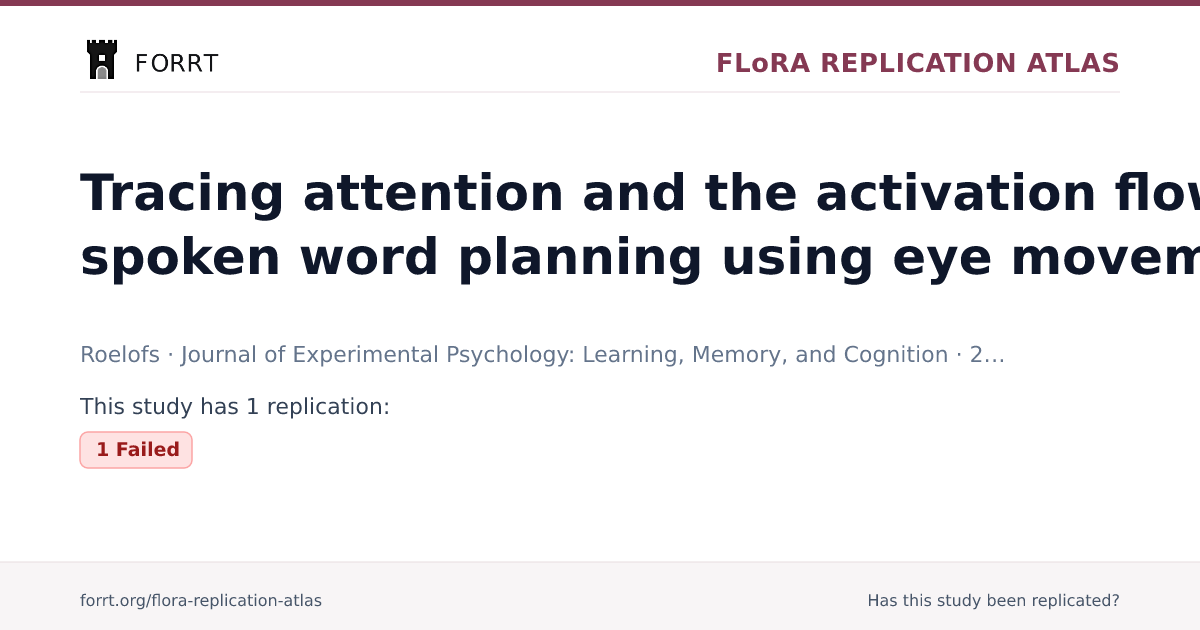 FORRT
FLoRA REPLICATION ATLAS
Tracing attention and the activation flow
spoken word planning using eye movem
Roelofs · Journal of Experimental Psychology: Learning, Memory, and Cognition · 2…
This study has 1 replication:
1 Failed
forrt.org/flora-replication-atlas
Has this study been replicated?